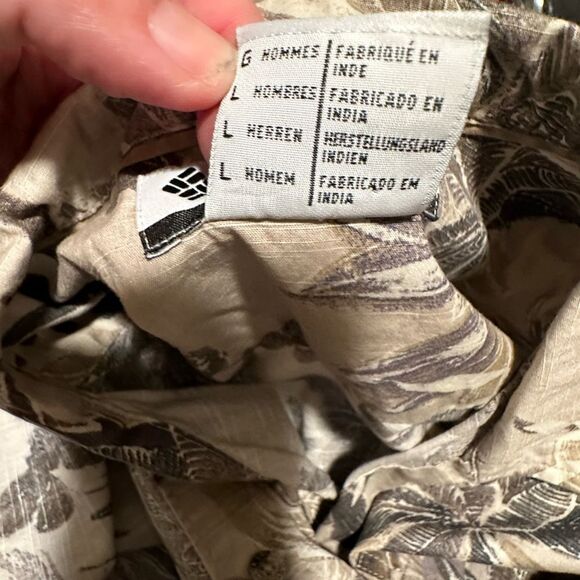 G HOMMES FABRIQUÉ EN
INDE
L HOMBRES FABRICADO EN
INDIA
L HERREN HERSTELLUNGSLAND
INDIEN
L HOMEM FABRICADO EM
INDIA